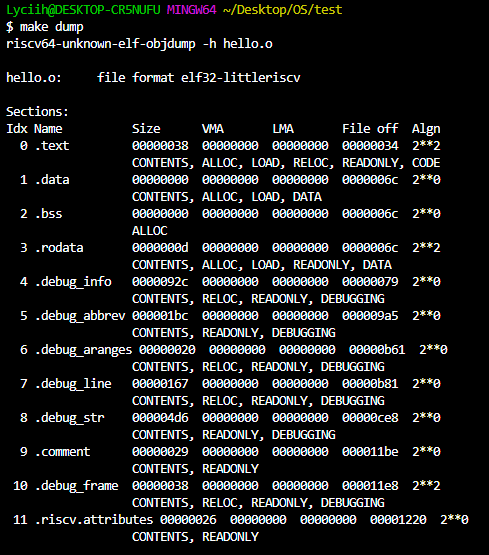 Lyciih@DESKTOP-CR5NUFU MINGW64 ~/Desktop/OS/test
$ make dump
riscv64-unknown-elf-objdump -h hello.o

hello.o:     file format elf32-littleriscv

Sections:
Idx Name          Size      VMA       LMA       File off  Algn
  0 .text         00000038  00000000  00000000  00000034  2**2
                  CONTENTS, ALLOC, LOAD, RELOC, READONLY, CODE
  1 .data         00000000  00000000  00000000  0000006c  2**0
                  CONTENTS, ALLOC, LOAD, DATA
  2 .bss          00000000  00000000  00000000  0000006c  2**0
                  ALLOC
  3 .rodata       0000000d  00000000  00000000  0000006c  2**2
                  CONTENTS, ALLOC, LOAD, READONLY, DATA
  4 .debug_info   0000092c  00000000  00000000  00000079  2**0
                  CONTENTS, RELOC, READONLY, DEBUGGING
  5 .debug_abbrev 000001bc  00000000  00000000  000009a5  2**0
                  CONTENTS, READONLY, DEBUGGING
  6 .debug_aranges 00000020  00000000  00000000  00000b61  2**0
                  CONTENTS, RELOC, READONLY, DEBUGGING
  7 .debug_line   00000167  00000000  00000000  00000b81  2**0
                  CONTENTS, RELOC, READONLY, DEBUGGING
  8 .debug_str    000004d6  00000000  00000000  00000ce8  2**0
                  CONTENTS, READONLY, DEBUGGING
  9 .comment      00000029  00000000  00000000  000011be  2**0
                  CONTENTS, READONLY
 10 .debug_frame  00000038  00000000  00000000  000011e8  2**2
                  CONTENTS, RELOC, READONLY, DEBUGGING
 11 .riscv.attributes 00000026  00000000  00000000  00001220  2**0
                  CONTENTS, READONLY